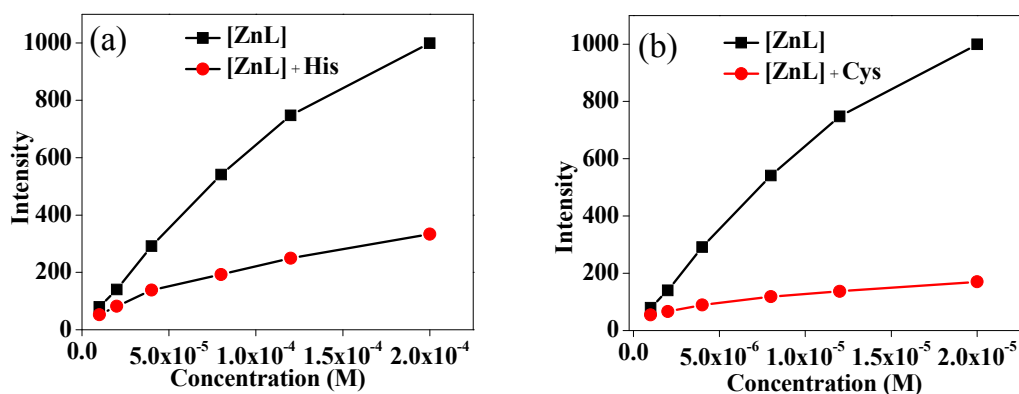 (a)
[ZnL]
[ZnL] + His
Intensity
1000
800
600
400
200
0
0.0 5.0x10⁻⁵ 1.0x10⁻⁴ 1.5x10⁻⁴ 2.0x10⁻⁴
Concentration (M)
(b)
[ZnL]
[ZnL] + Cys
Intensity
1000
800
600
400
200
0
0.0 5.0x10⁻⁶ 1.0x10⁻⁵ 1.5x10⁻⁵ 2.0x10⁻⁵
Concentration (M)